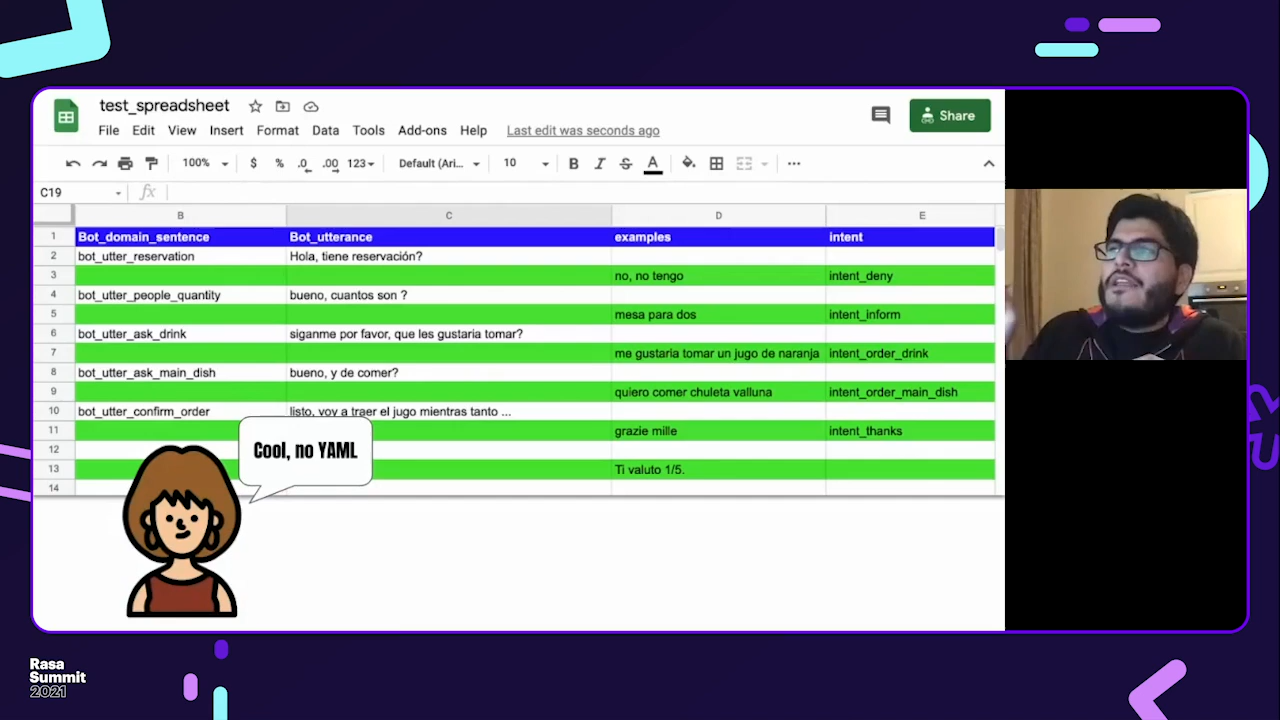 test_spreadsheet
File Edit View Insert Format Data Tools Add-ons Help Last edit was seconds ago
Share
100% $ % .0 .00 123 Default (Ari... 10 B I S A ...
C19 fx
B C D E
1 Bot_domain_sentence Bot_utterance examples intent
2 bot_utter_reservation Hola, tiene reservación?
3 no, no tengo intent_deny
4 bot_utter_people_quantity bueno, cuantos son ?
5 mesa para dos intent_inform
6 bot_utter_ask_drink siganme por favor, que les gustaria tomar?
7 me gustaria tomar un jugo de naranja intent_order_drink
8 bot_utter_ask_main_dish bueno, y de comer?
9 quiero comer chuleta valluna intent_order_main_dish
10 bot_utter_confirm_order listo, voy a traer el jugo mientras tanto ...
11 grazie mille intent_thanks
12
13 Ti valuto 1/5.
14
Cool, no YAML
Rasa
Summit
2021